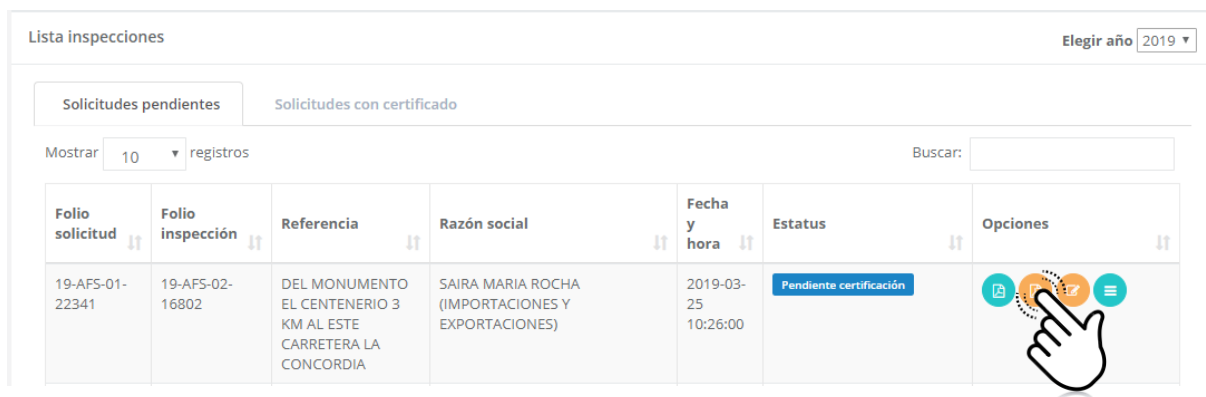 Lista inspecciones
Elegir año 2019
Solicitudes pendientes
Solicitudes con certificado
Mostrar 10 registros
Buscar:
Folio solicitud
Folio inspección
Referencia
Razón social
Fecha y hora
Estatus
Opciones
19-AFS-01-
22341
19-AFS-02-
16802
DEL MONUMENTO
EL CENTENERIO 3
KM AL ESTE
CARRETERA LA
CONCORDIA
SAIRA MARIA ROCHA
(IMPORTACIONES Y
EXPORTACIONES)
2019-03-
25
10:26:00
Pendiente certificación